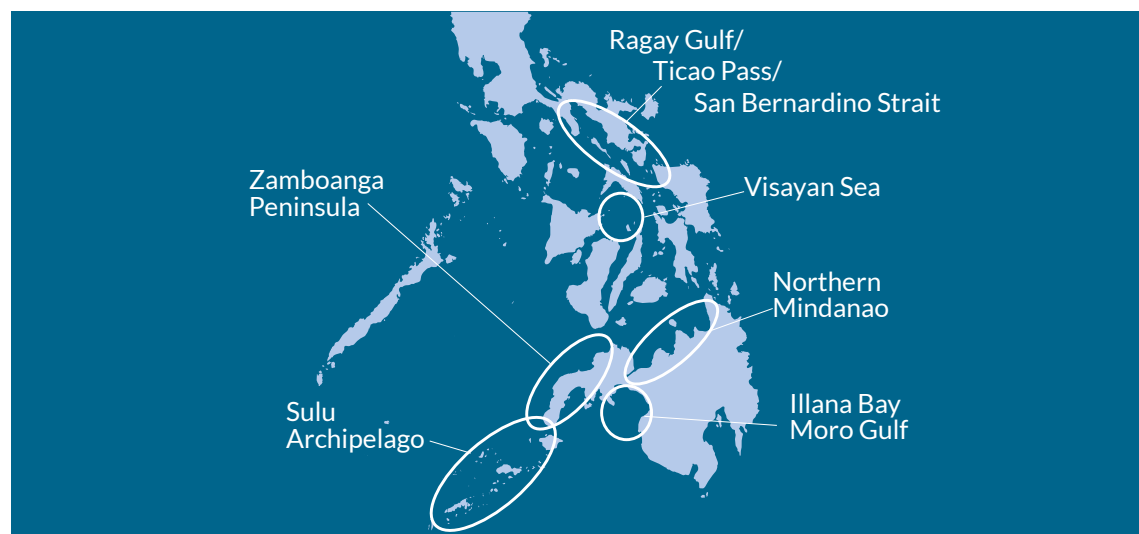 Ragay Gulf/
Ticao Pass/
San Bernardino Strait
Zamboanga
Peninsula
Visayan Sea
Northern
Mindanao
Sulu
Archipelago
Illana Bay
Moro Gulf